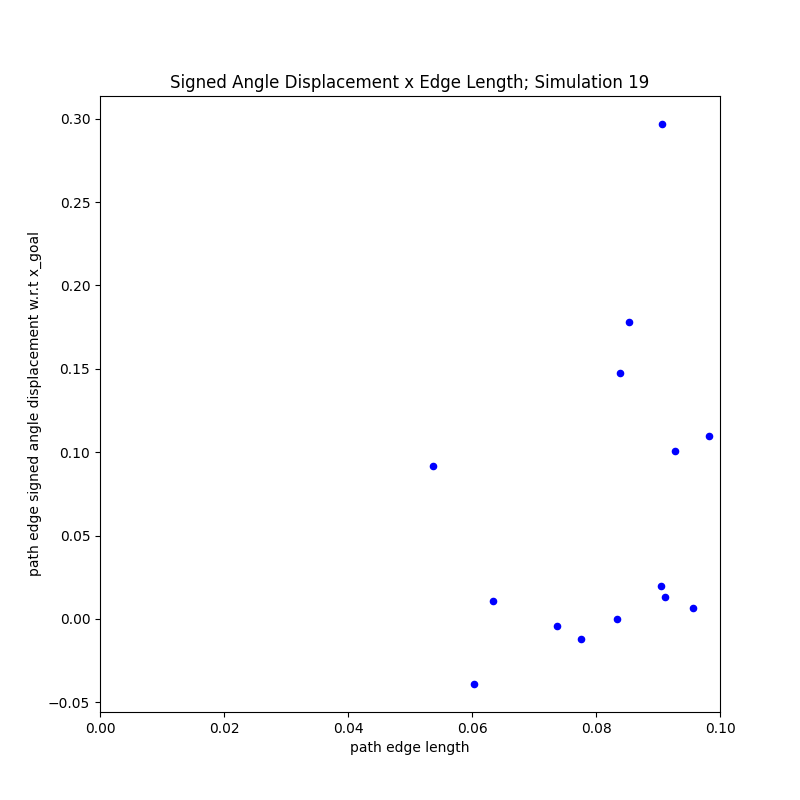 Signed Angle Displacement x Edge Length; Simulation 19
path edge signed angle displacement w.r.t x_goal
0.30
0.25
0.20
0.15
0.10
0.05
0.00
−0.05
0.00 0.02 0.04 0.06 0.08 0.10
path edge length